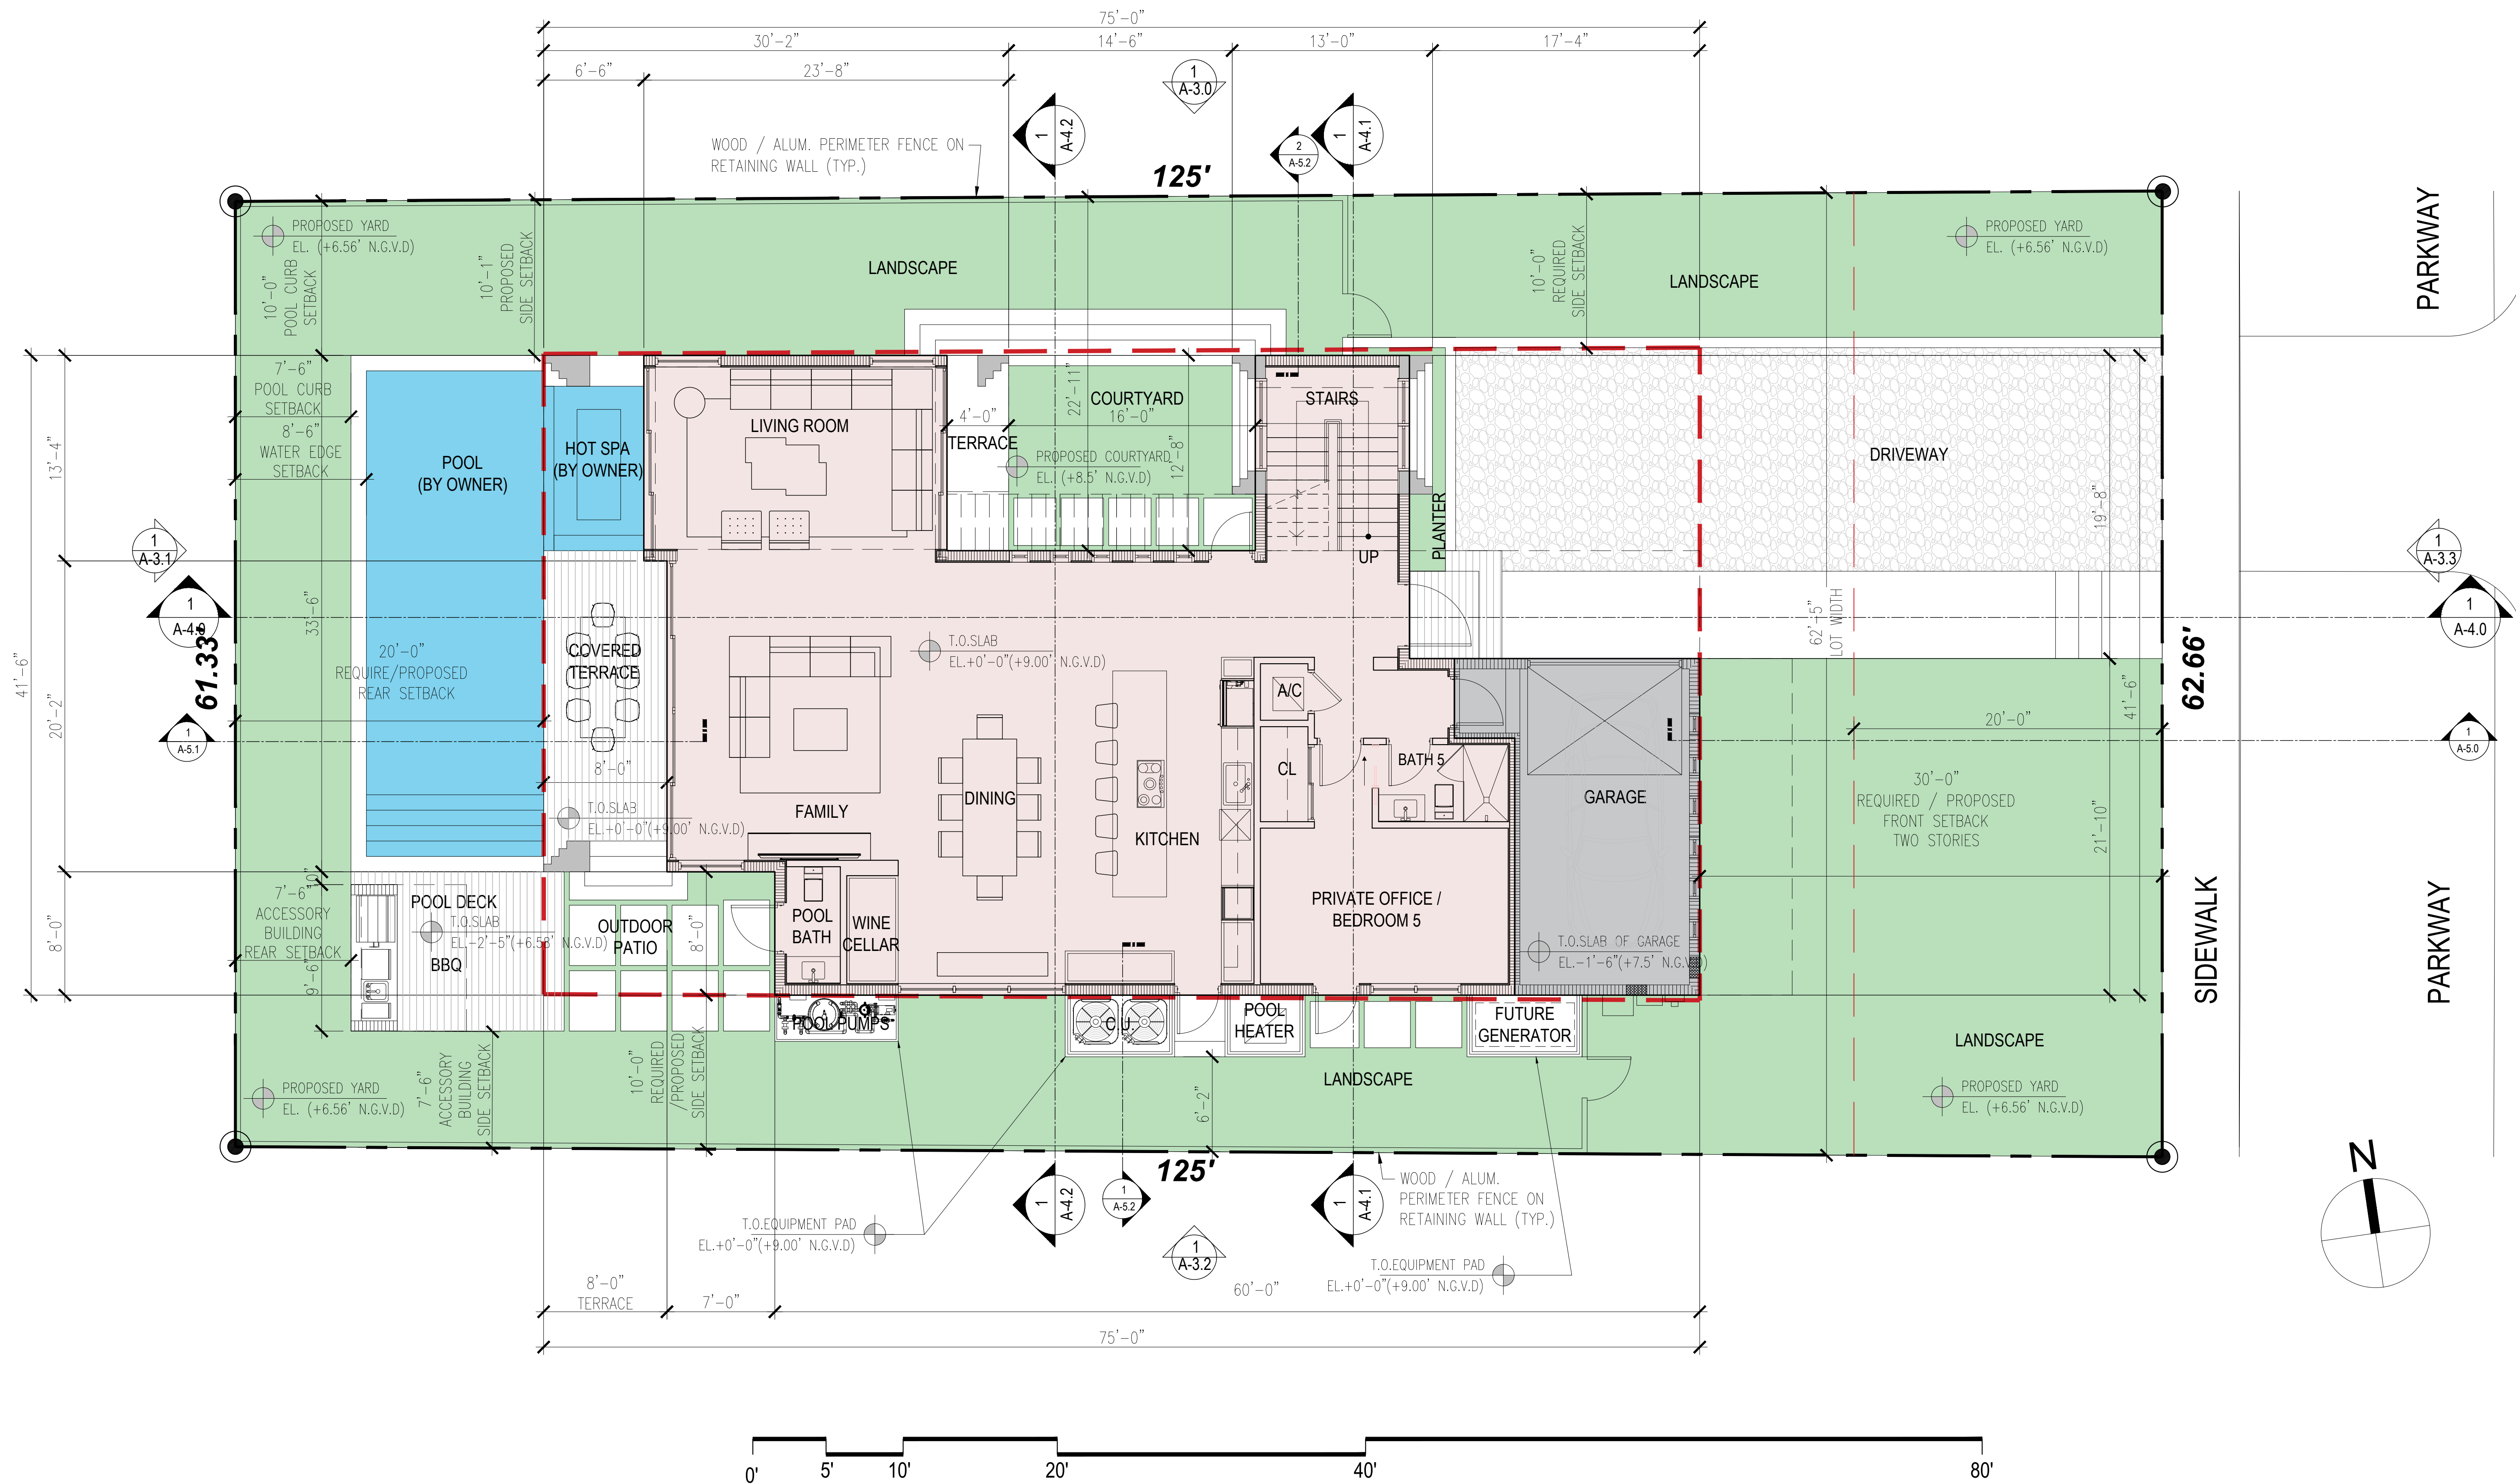 75'-0"
30'-2"
14'-6"
13'-0"
17'-4"
6'-6"
23'-8"
1
A-3.0
1
A-4.2
2
A-5.2
1
A-4.1
WOOD / ALUM. PERIMETER FENCE ON
RETAINING WALL (TYP.)
125'
PROPOSED YARD
EL. (+6.56' N.G.V.D)
10'-0"
POOL CURB
SETBACK
10'-1"
PROPOSED
SIDE SETBACK
LANDSCAPE
10'-0"
REQUIRED
SIDE SETBACK
LANDSCAPE
PROPOSED YARD
EL. (+6.56' N.G.V.D)
PARKWAY
7'-6"
POOL CURB
SETBACK
8'-6"
WATER EDGE
SETBACK
13'-4"
POOL
(BY OWNER)
HOT SPA
(BY OWNER)
LIVING ROOM
4'-0"
TERRACE
22'-11"
COURTYARD
16'-0"
12'-8"
PROPOSED COURTYARD
EL. (+8.5' N.G.V.D)
STAIRS
UP
PLANTER
DRIVEWAY
19'-8"
1
A-3.1
1
A-4.0
61.33'
33'-6"
41'-6"
20'-2"
1
A-5.1
20'-0"
REQUIRE/PROPOSED
REAR SETBACK
COVERED
TERRACE
8'-0"
T.O.SLAB
EL.+0'-0"(+9.00' N.G.V.D)
T.O.SLAB
EL.+0'-0"(+9.00' N.G.V.D)
FAMILY
DINING
KITCHEN
A/C
CL
BATH 5
GARAGE
62'-5"
LOT WIDTH
1
A-3.3
1
A-4.0
62.66'
41'-6"
20'-0"
1
A-5.0
30'-0"
REQUIRED / PROPOSED
FRONT SETBACK
TWO STORIES
21'-10"
PRIVATE OFFICE /
BEDROOM 5
T.O.SLAB OF GARAGE
EL.-1'-6"(+7.5' N.G.V.D)
SIDEWALK
PARKWAY
8'-0"
7'-6"
ACCESSORY
BUILDING
REAR SETBACK
9'-6"
POOL DECK
T.O.SLAB
EL.-2'-5"(+6.58' N.G.V.D)
BBQ
OUTDOOR
PATIO
8'-0"
POOL
BATH
WINE
CELLAR
POOL PUMPS
C.U.
POOL
HEATER
FUTURE
GENERATOR
LANDSCAPE
LANDSCAPE
PROPOSED YARD
EL. (+6.56' N.G.V.D)
7'-6"
ACCESSORY
BUILDING
SIDE SETBACK
10'-0"
REQUIRED
/PROPOSED
SIDE SETBACK
6'-2"
PROPOSED YARD
EL. (+6.56' N.G.V.D)
125'
1
A-4.2
1
A-5.2
1
A-4.1
1
A-3.2
WOOD / ALUM.
PERIMETER FENCE ON
RETAINING WALL (TYP.)
T.O.EQUIPMENT PAD
EL.+0'-0"(+9.00' N.G.V.D)
T.O.EQUIPMENT PAD
EL.+0'-0"(+9.00' N.G.V.D)
N
8'-0"
TERRACE
7'-0"
60'-0"
75'-0"
0'
5'
10'
20'
40'
80'